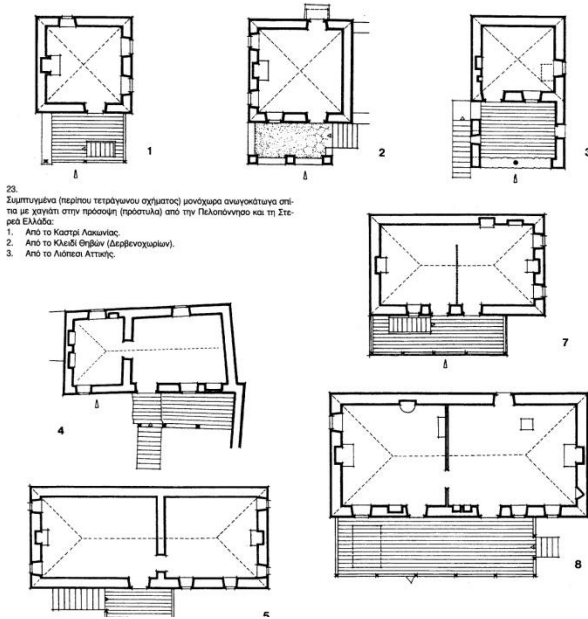 1
2
3
23.
Συμπτυγμένα (περίπου τετράγωνου σχήματος) μονόχωρα ανωγοκάτωγα σπί-
τια με χαγιάτι στην πρόσοψη (πρόστυλα) από την Πελοπόννησο και τη Στε-
ρεά Ελλάδα:
1. Από το Καστρί Λακωνίας.
2. Από το Κλειδί Θηβών (Δερβενοχωρίων).
3. Από το Λιόπεσι Αττικής.
7
4
8
5